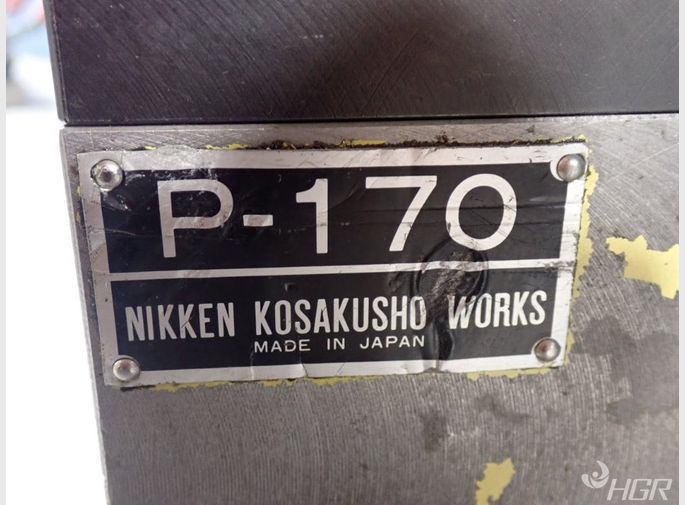 P-170
NIKKEN KOSAKUSHO WORKS
MADE IN JAPAN
HGR